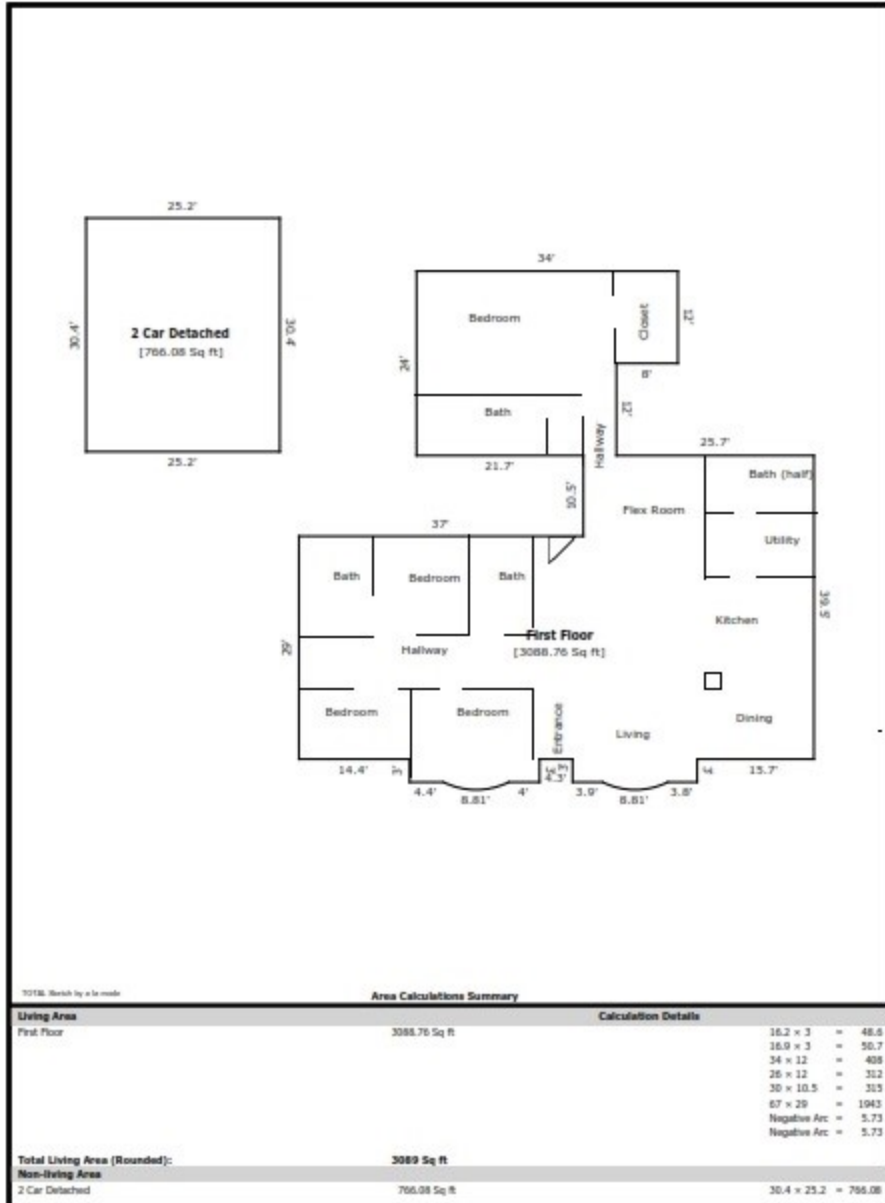 25.2'
30.4'
2 Car Detached
[766.08 Sq ft]
30.4'
25.2'
34'
Bedroom
Closet
12'
24'
8'
Bath
12'
Hallway
25.7'
21.7'
Bath (half)
10.5'
Flex Room
37'
Utility
Bath
Bedroom
Bath
39.5'
Kitchen
First Floor
[3088.76 Sq ft]
29'
Hallway
Bedroom
Bedroom
Entrance
Dining
Living
14.4'
3'
3'
15.7'
4.3'
4.4'
8.81'
4'
3.9'
8.81'
3.8'
TOTAL Sketch by a la mode
Area Calculations Summary
Living Area Calculation Details
First Floor 3088.76 Sq ft 16.2 × 3 = 48.6
16.9 × 3 = 50.7
34 × 12 = 408
26 × 12 = 312
30 × 10.5 = 315
67 × 29 = 1943
Negative Arc = 5.73
Negative Arc = 5.73
Total Living Area (Rounded): 3089 Sq ft
Non-living Area
2 Car Detached 766.08 Sq ft 30.4 × 25.2 = 766.08